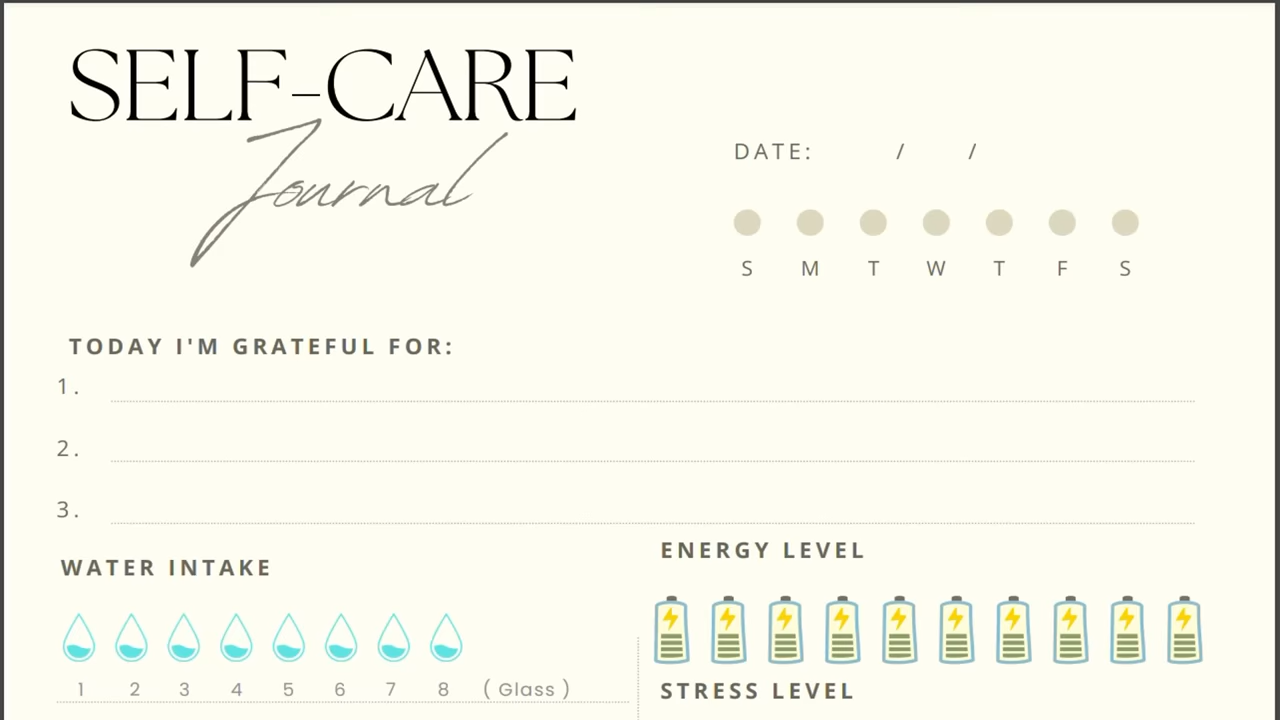 SELF-CARE
Journal
DATE: / /
S M T W T F S
TODAY I'M GRATEFUL FOR:
1.
2.
3.
WATER INTAKE
1 2 3 4 5 6 7 8 ( Glass )
ENERGY LEVEL
STRESS LEVEL